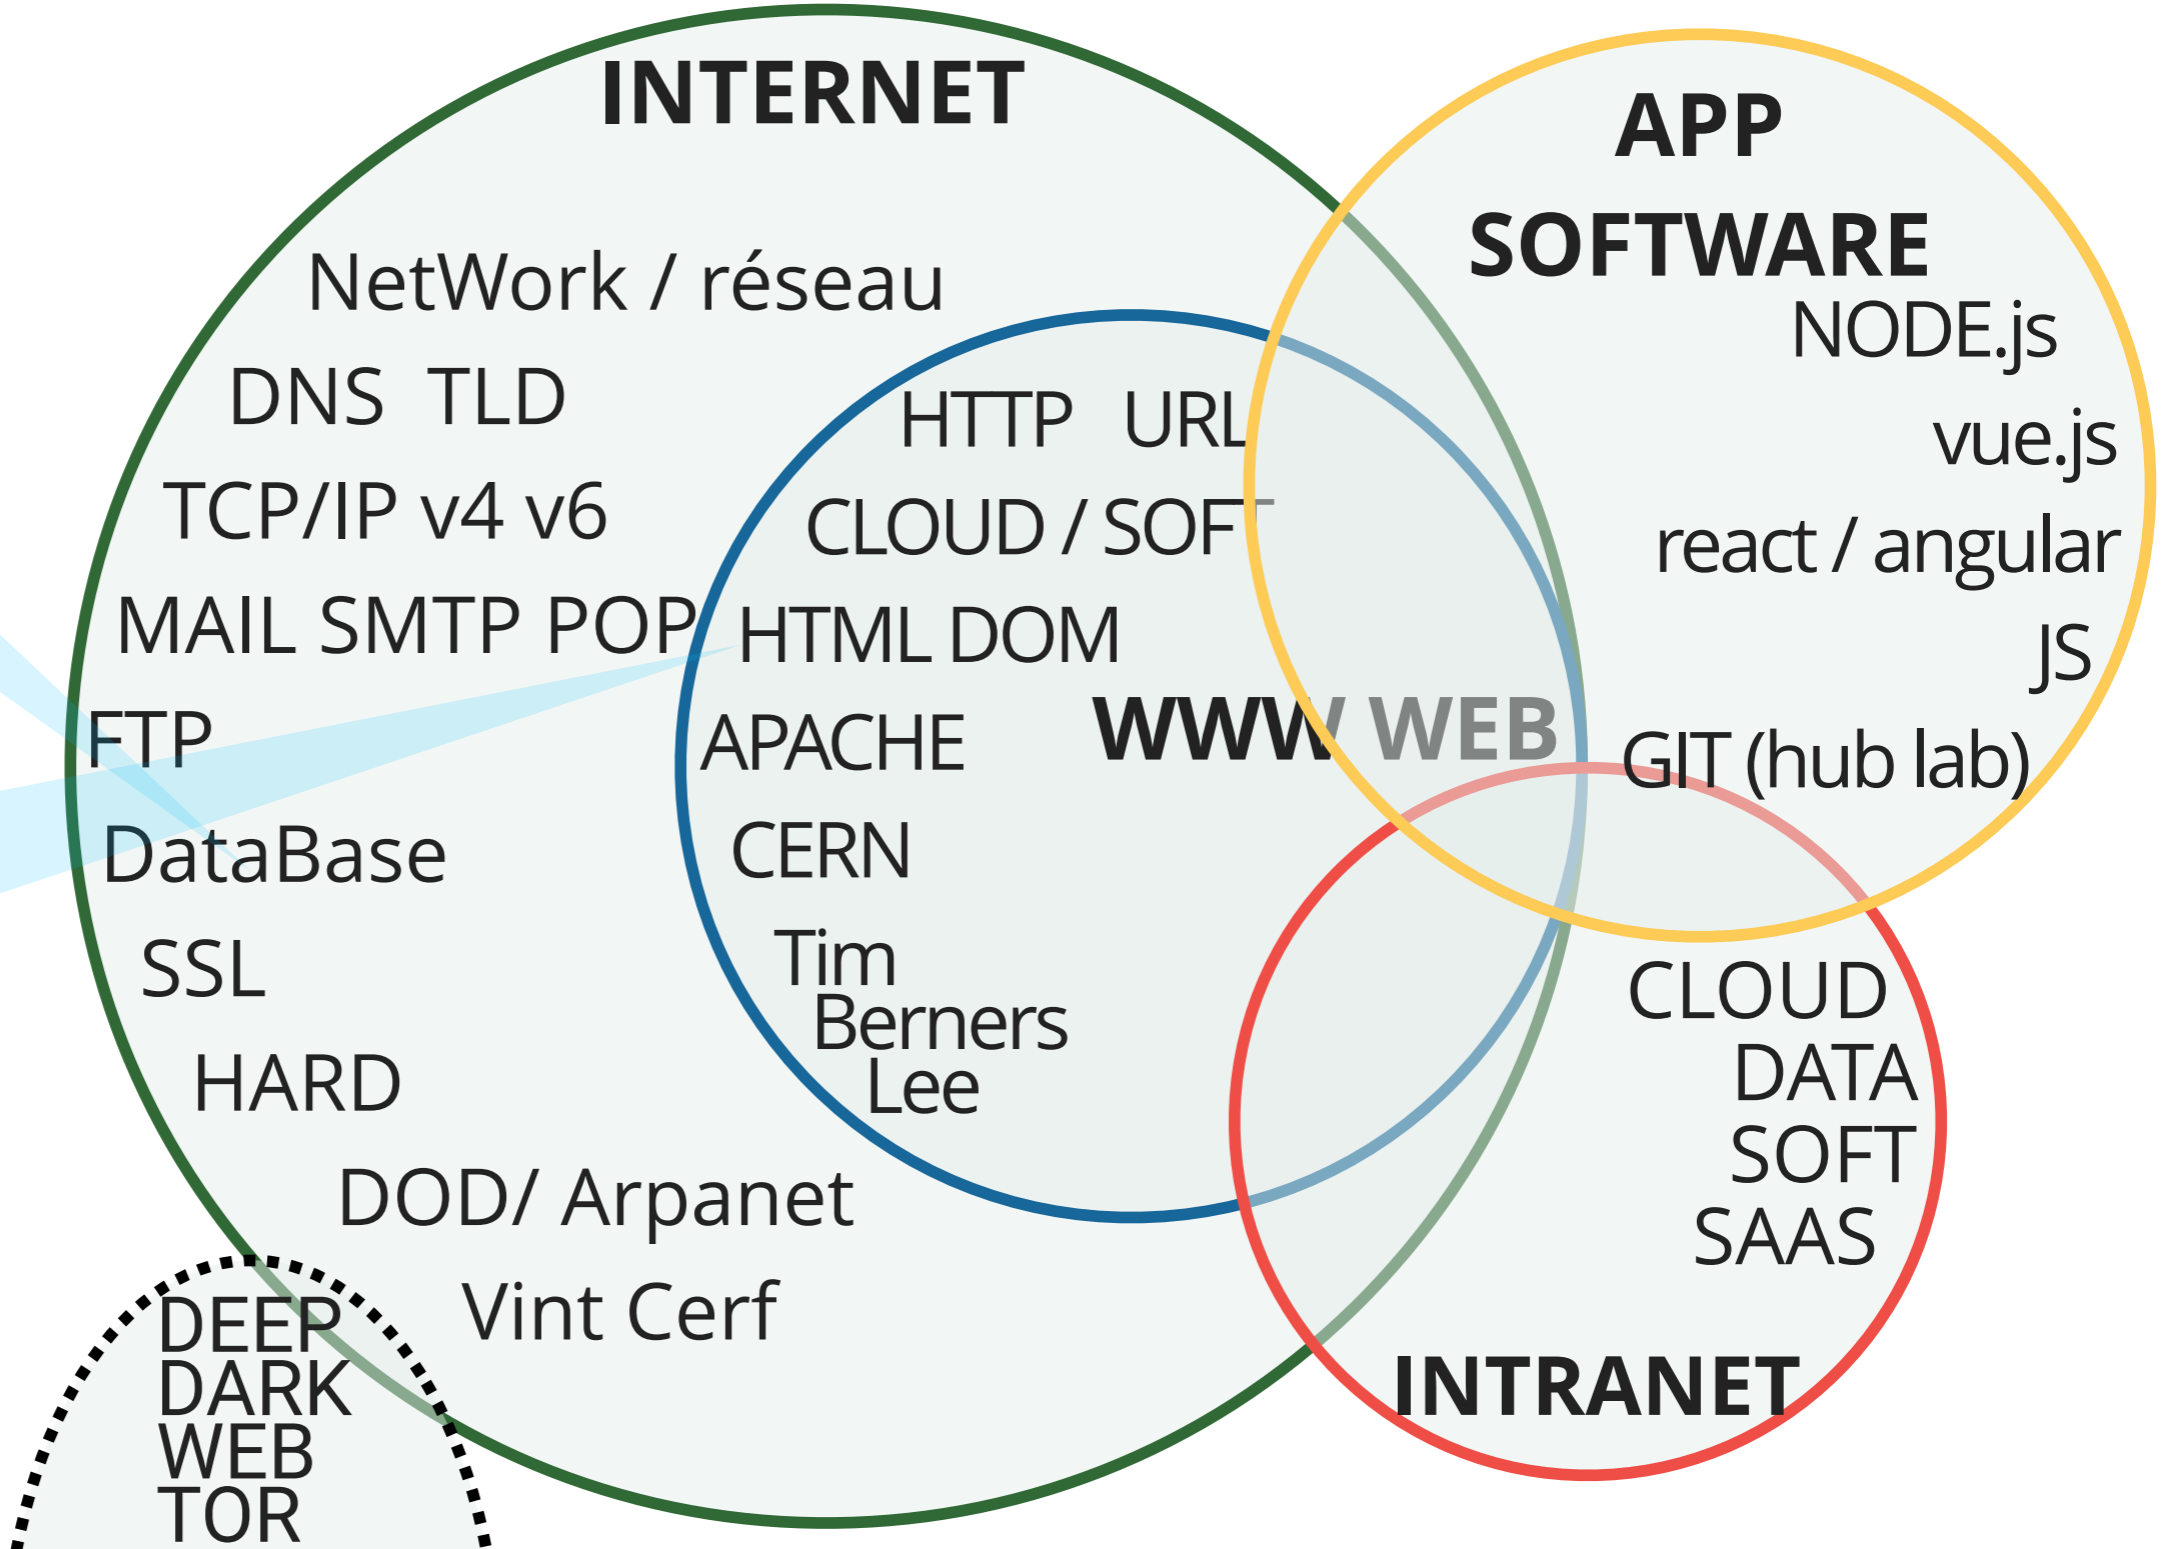 INTERNET
NetWork / réseau
DNS TLD
TCP/IP v4 v6
MAIL SMTP POP
FTP
DataBase
SSL
HARD
DOD/ Arpanet
Vint Cerf
DEEP
DARK
WEB
TOR
HTTP URL
CLOUD / SOFT
HTML DOM
WWW WEB
APACHE
CERN
Tim
Berners
Lee
APP
SOFTWARE
NODE.js
vue.js
react / angular
JS
GIT (hub lab)
CLOUD
DATA
SOFT
SAAS
INTRANET